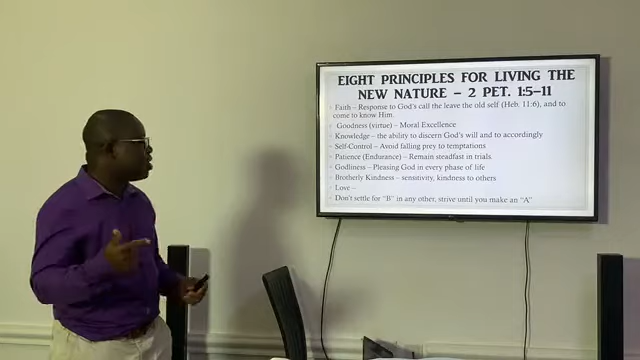 EIGHT PRINCIPLES FOR LIVING THE
NEW NATURE – 2 PET. 1:5–11
Faith – Response to God's call the leave the old self (Heb. 11:6), and to
come to know Him.
Goodness (virtue) – Moral Excellence
Knowledge – the ability to discern God's will and to accordingly
Self-Control – Avoid falling prey to temptations
Patience (Endurance) – Remain steadfast in trials.
Godliness – Pleasing God in every phase of life
Brotherly Kindness – sensitivity, kindness to others
Love –
Don't settle for "B" in any other, strive until you make an "A"